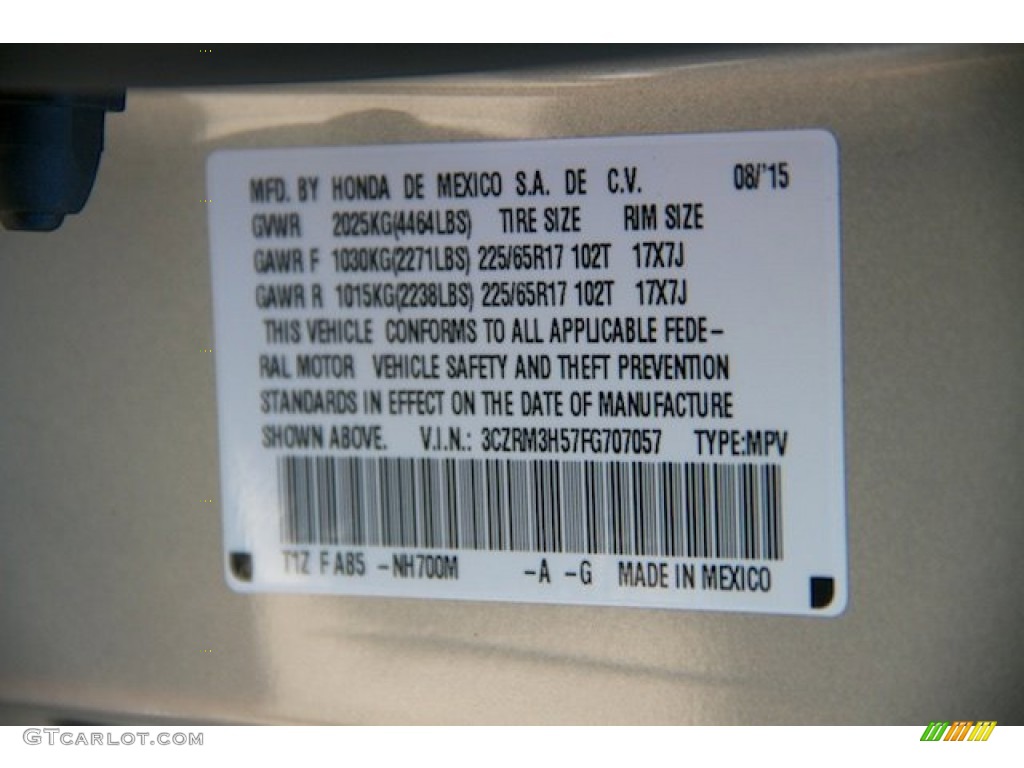 MFD. BY HONDA DE MEXICO S.A. DE C.V. 08/'15
GVWR 2025KG(4464LBS) TIRE SIZE RIM SIZE
GAWR F 1030KG(2271LBS) 225/65R17 102T 17X7J
GAWR R 1015KG(2238LBS) 225/65R17 102T 17X7J
THIS VEHICLE CONFORMS TO ALL APPLICABLE FEDE-
RAL MOTOR VEHICLE SAFETY AND THEFT PREVENTION
STANDARDS IN EFFECT ON THE DATE OF MANUFACTURE
SHOWN ABOVE. V.I.N.: 3CZRM3H57FG707057 TYPE:MPV
T1Z F AB5 -NH700M -A -G MADE IN MEXICO
GTCarLot.com